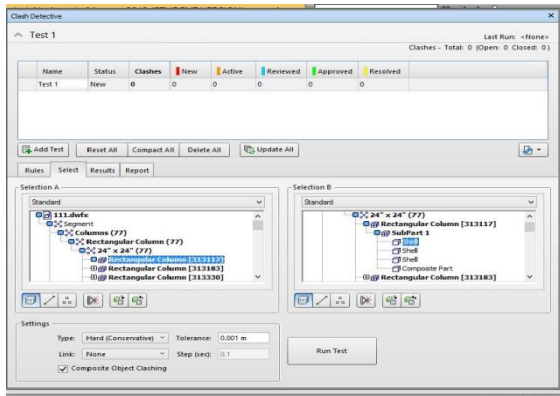 Clash Detective
Test 1
Last Run: <None>
Clashes - Total: 0 (Open: 0 Closed: 0)
Name Status Clashes New Active Reviewed Approved Resolved
Test 1 New 0 0 0 0 0 0
Add Test Reset All Compact All Delete All Update All
Rules Select Results Report
Selection A
Standard
111.dwfx
Segment
Columns (77)
Rectangular Column (77)
24" x 24" (77)
Rectangular Column [313117]
Rectangular Column [313183]
Rectangular Column [313330]
Selection B
Standard
24" x 24" (77)
Rectangular Column [313117]
SubPart 1
Shell
Shell
Shell
Composite Part
Rectangular Column [313183]
Settings
Type: Hard (Conservative) Tolerance: 0.001 m
Link: None Step (sec): 0.1
Composite Object Clashing
Run Test